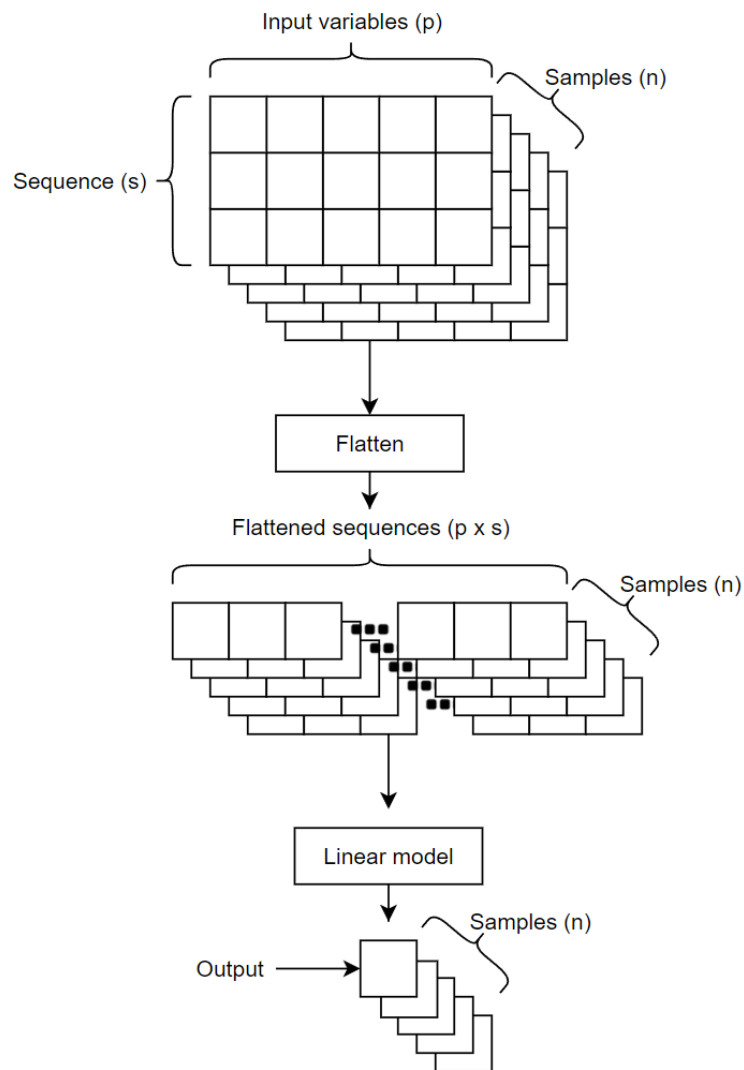 Input variables (p)
Samples (n)
Sequence (s)
Flatten
Flattened sequences (p x s)
Samples (n)
Linear model
Samples (n)
Output